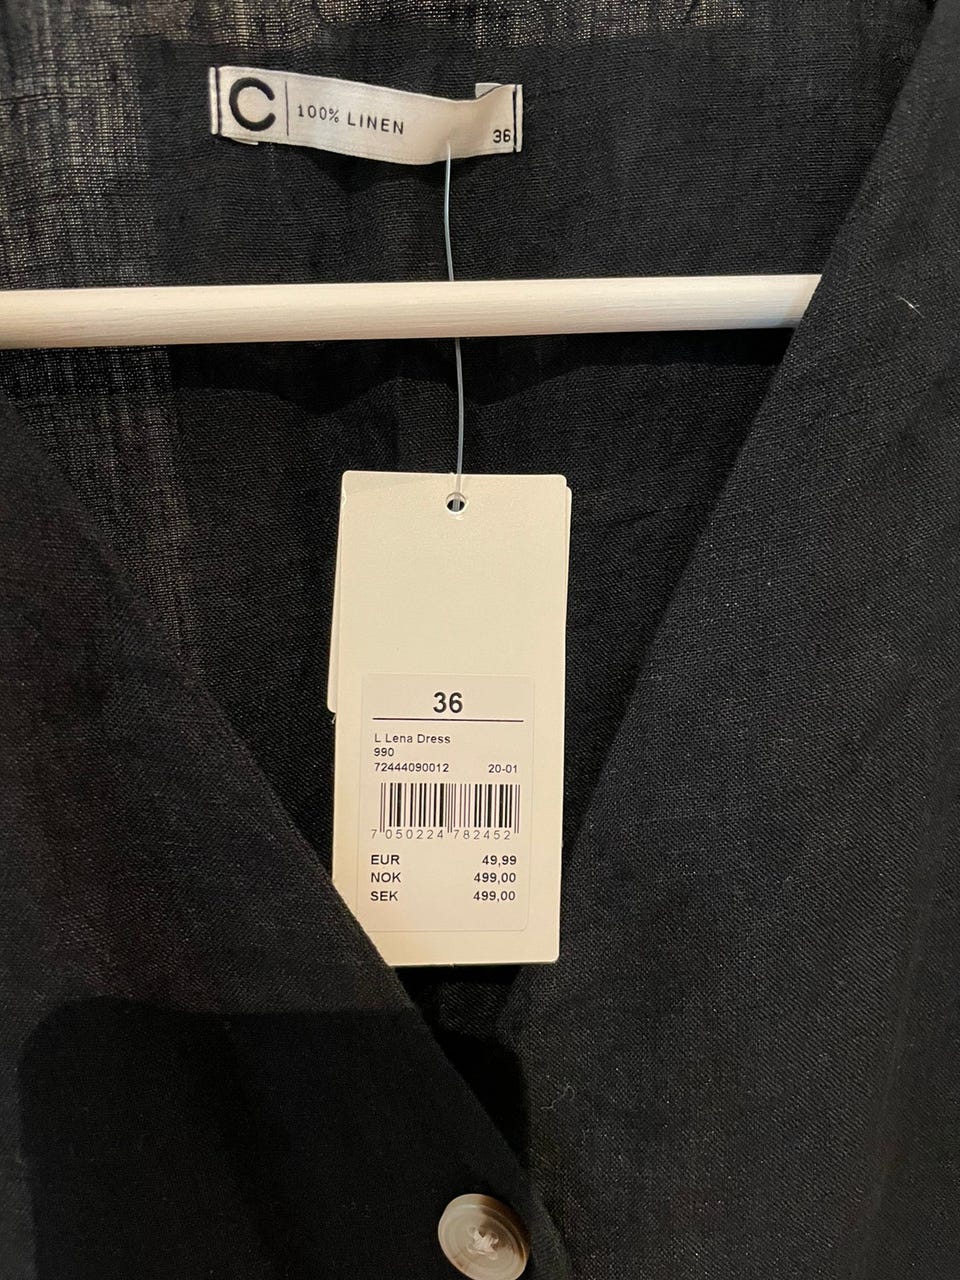 C 100% LINEN 36
36
L Lena Dress
990
72444090012 20-01
7 050224 782452
EUR 49,99
NOK 499,00
SEK 499,00